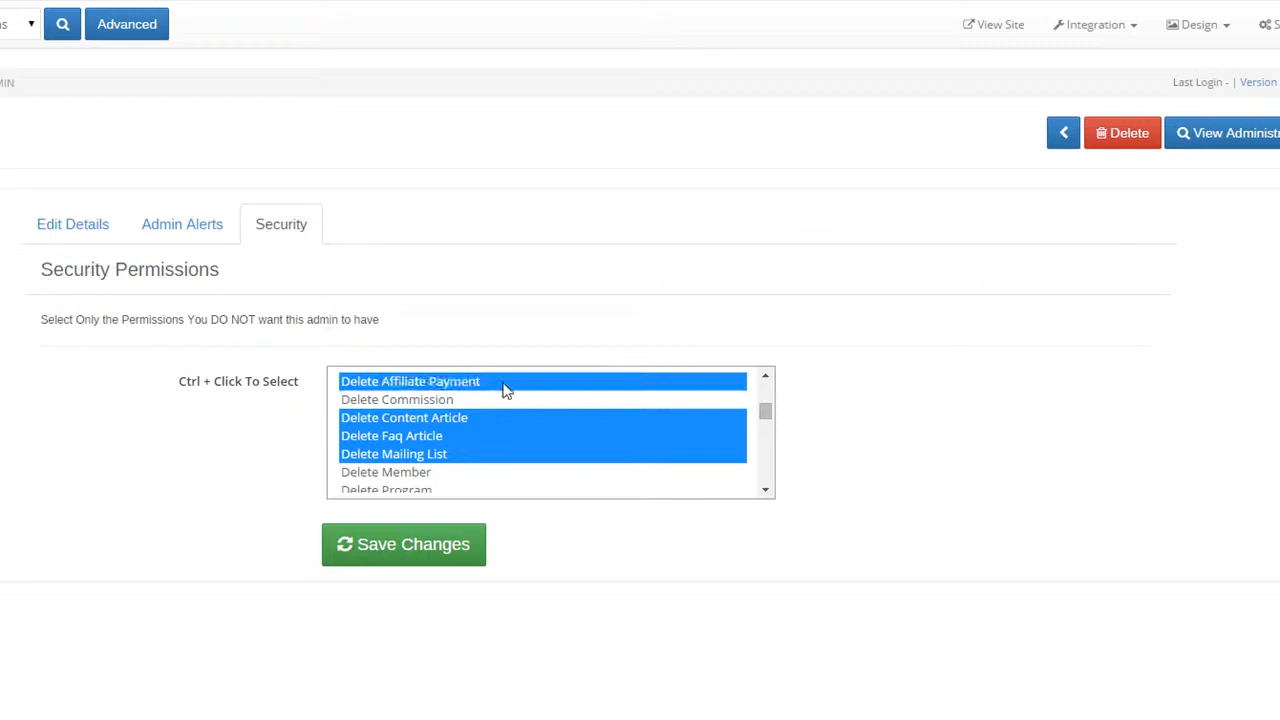 Advanced
View Site
Integration
Design
Last Login - | Version
Delete
View Administr
Edit Details
Admin Alerts
Security
Security Permissions
Select Only the Permissions You DO NOT want this admin to have
Ctrl + Click To Select
Delete Affiliate Payment
Delete Commission
Delete Content Article
Delete Faq Article
Delete Mailing List
Delete Member
Delete Program
Save Changes